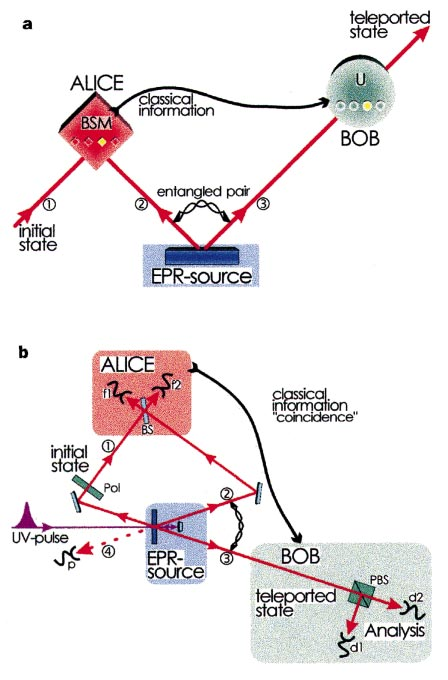 a
teleported
state
ALICE
BSM
classical
information
U
BOB
①
②
entangled pair
③
initial
state
EPR-source
b
ALICE
f1
f2
BS
classical
information
"coincidence"
①
initial
state
Pol
②
UV-pulse
④
p
EPR-
source
③
BOB
teleported
state
PBS
d2
Analysis
d1